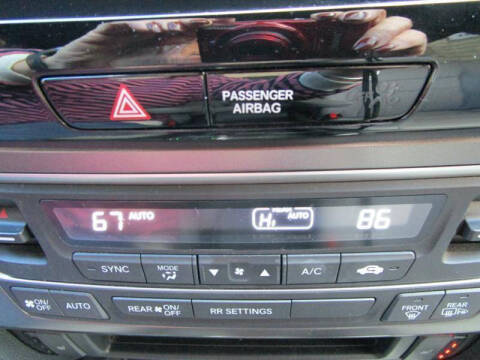 PASSENGER
AIRBAG
67 AUTO
REAR
Hi AUTO
86
SYNC
MODE
A/C
ON/
OFF
AUTO
REAR ON/
OFF
RR SETTINGS
FRONT
REAR